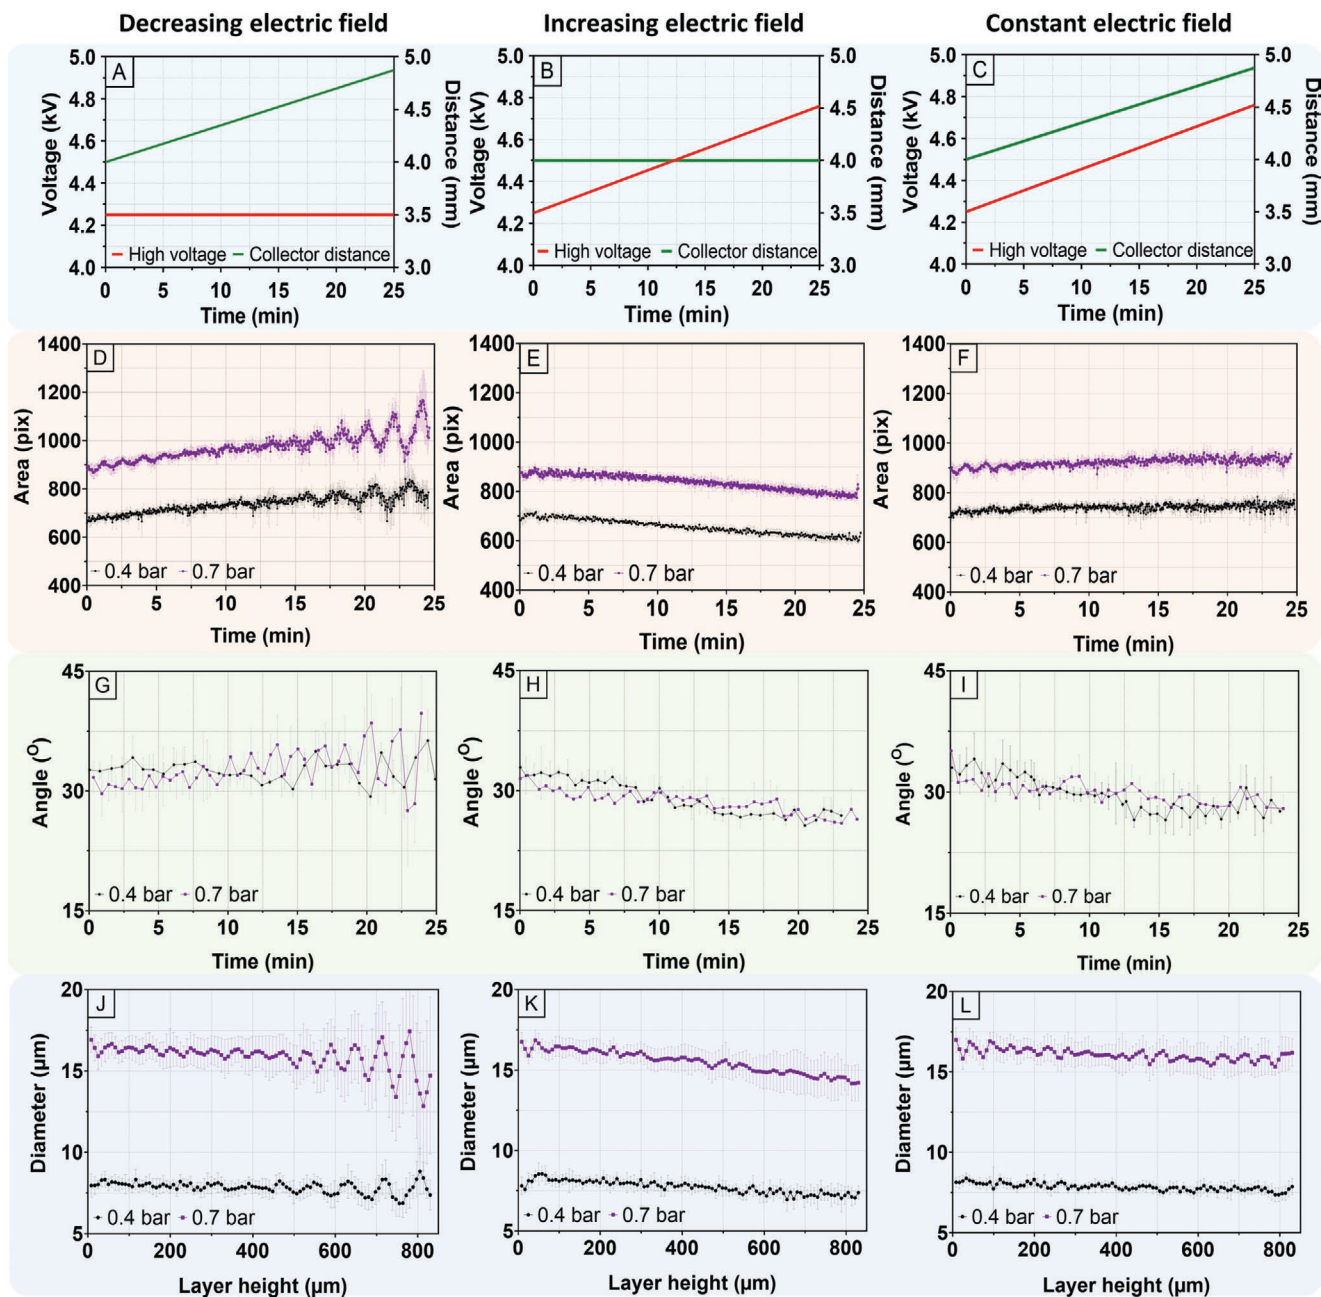 Decreasing electric field
Increasing electric field
Constant electric field
A
5.0
4.8
4.6
4.4
4.2
4.0
Voltage (kV)
5.0
4.5
4.0
3.5
3.0
Distance (mm)
High voltage Collector distance
0 5 10 15 20 25
Time (min)
B
5.0
4.8
4.6
4.4
4.2
4.0
Voltage (kV)
5.0
4.5
4.0
3.5
3.0
Distance (mm)
High voltage Collector distance
0 5 10 15 20 25
Time (min)
C
5.0
4.8
4.6
4.4
4.2
4.0
Voltage (kV)
5.0
4.5
4.0
3.5
3.0
Distance (mm)
High voltage Collector distance
0 5 10 15 20 25
Time (min)
D
1400
1200
1000
800
600
400
Area (pix)
0.4 bar 0.7 bar
0 5 10 15 20 25
Time (min)
E
1400
1200
1000
800
600
400
Area (pix)
0.4 bar 0.7 bar
0 5 10 15 20 25
Time (min)
F
1400
1200
1000
800
600
400
Area (pix)
0.4 bar 0.7 bar
0 5 10 15 20 25
Time (min)
G
45
30
15
Angle (O)
0.4 bar 0.7 bar
0 5 10 15 20 25
Time (min)
H
45
30
15
Angle (O)
0.4 bar 0.7 bar
0 5 10 15 20 25
Time (min)
I
45
30
15
Angle (O)
0.4 bar 0.7 bar
0 5 10 15 20 25
Time (min)
J
20
15
10
5
Diameter (µm)
0.4 bar 0.7 bar
0 200 400 600 800
Layer height (µm)
K
20
15
10
5
Diameter (µm)
0.4 bar 0.7 bar
0 200 400 600 800
Layer height (µm)
L
20
15
10
5
Diameter (µm)
0.4 bar 0.7 bar
0 200 400 600 800
Layer height (µm)